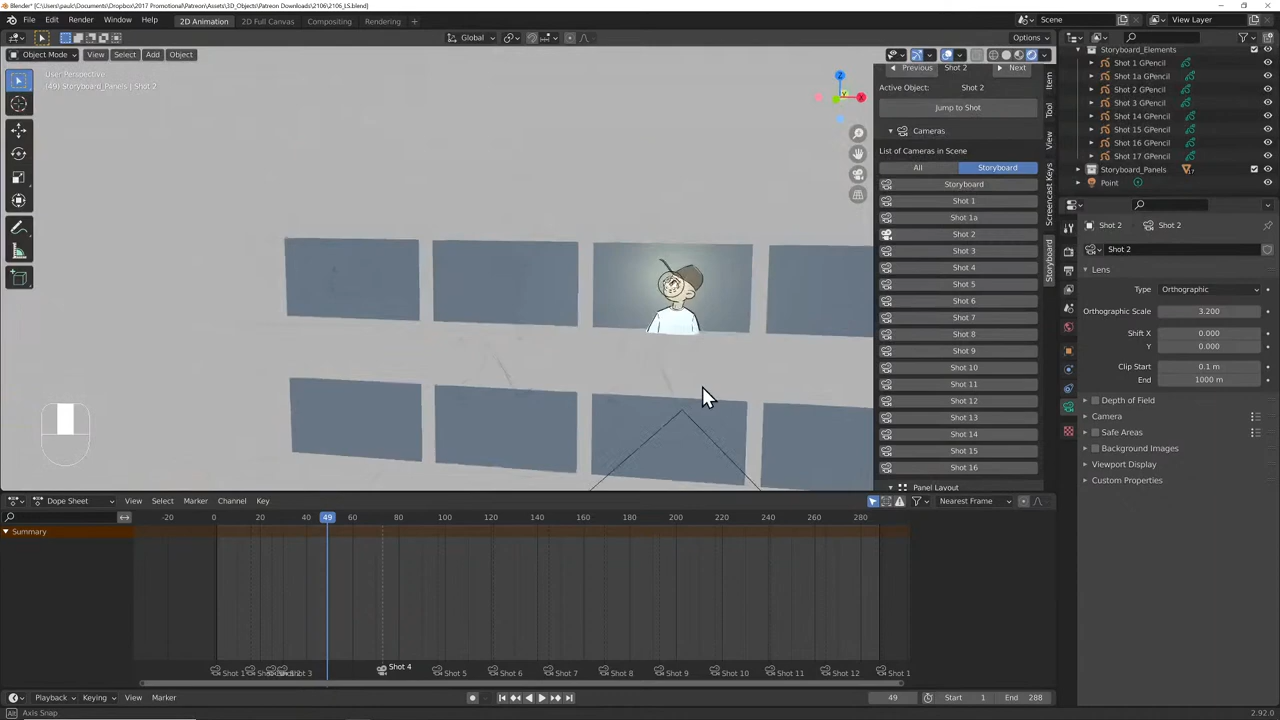 Blender* [C:\Users\paulc\Documents\Dropbox\2017 Promotional\Patreon\Assets\3D_Objects\Patreon Downloads\2106\2106_LS.blend]
File Edit Render Window Help 2D Animation 2D Full Canvas Compositing Rendering + Scene View Layer
Global Options
Object Mode View Select Add Object
User Perspective
(49) Storyboard_Panels | Shot 2
Previous Shot 2 Next
Active Object: Shot 2
Jump to Shot
Cameras
List of Cameras in Scene
All Storyboard
Storyboard
Shot 1
Shot 1a
Shot 2
Shot 3
Shot 4
Shot 5
Shot 6
Shot 7
Shot 8
Shot 9
Shot 10
Shot 11
Shot 12
Shot 13
Shot 14
Shot 15
Shot 16
Panel Layout
Item
Tool
View
Screencast Keys
Storyboard
Storyboard_Elements
Shot 1 GPencil
Shot 1a GPencil
Shot 2 GPencil
Shot 3 GPencil
Shot 14 GPencil
Shot 15 GPencil
Shot 16 GPencil
Shot 17 GPencil
Storyboard_Panels
Point
Shot 2 Shot 2
Shot 2
Lens
Type Orthographic
Orthographic Scale 3.200
Shift X 0.000
Y 0.000
Clip Start 0.1 m
End 1000 m
Depth of Field
Camera
Safe Areas
Background Images
Viewport Display
Custom Properties
Dope Sheet View Select Marker Channel Key Nearest Frame
-20 0 20 40 49 60 80 100 120 140 160 180 200 220 240 260 280
Summary
Shot 1 Shot 3 Shot 4 Shot 5 Shot 6 Shot 7 Shot 8 Shot 9 Shot 10 Shot 11 Shot 12 Shot 1
Playback Keying View Marker 49 Start 1 End 288
Axis Snap 2.92.0